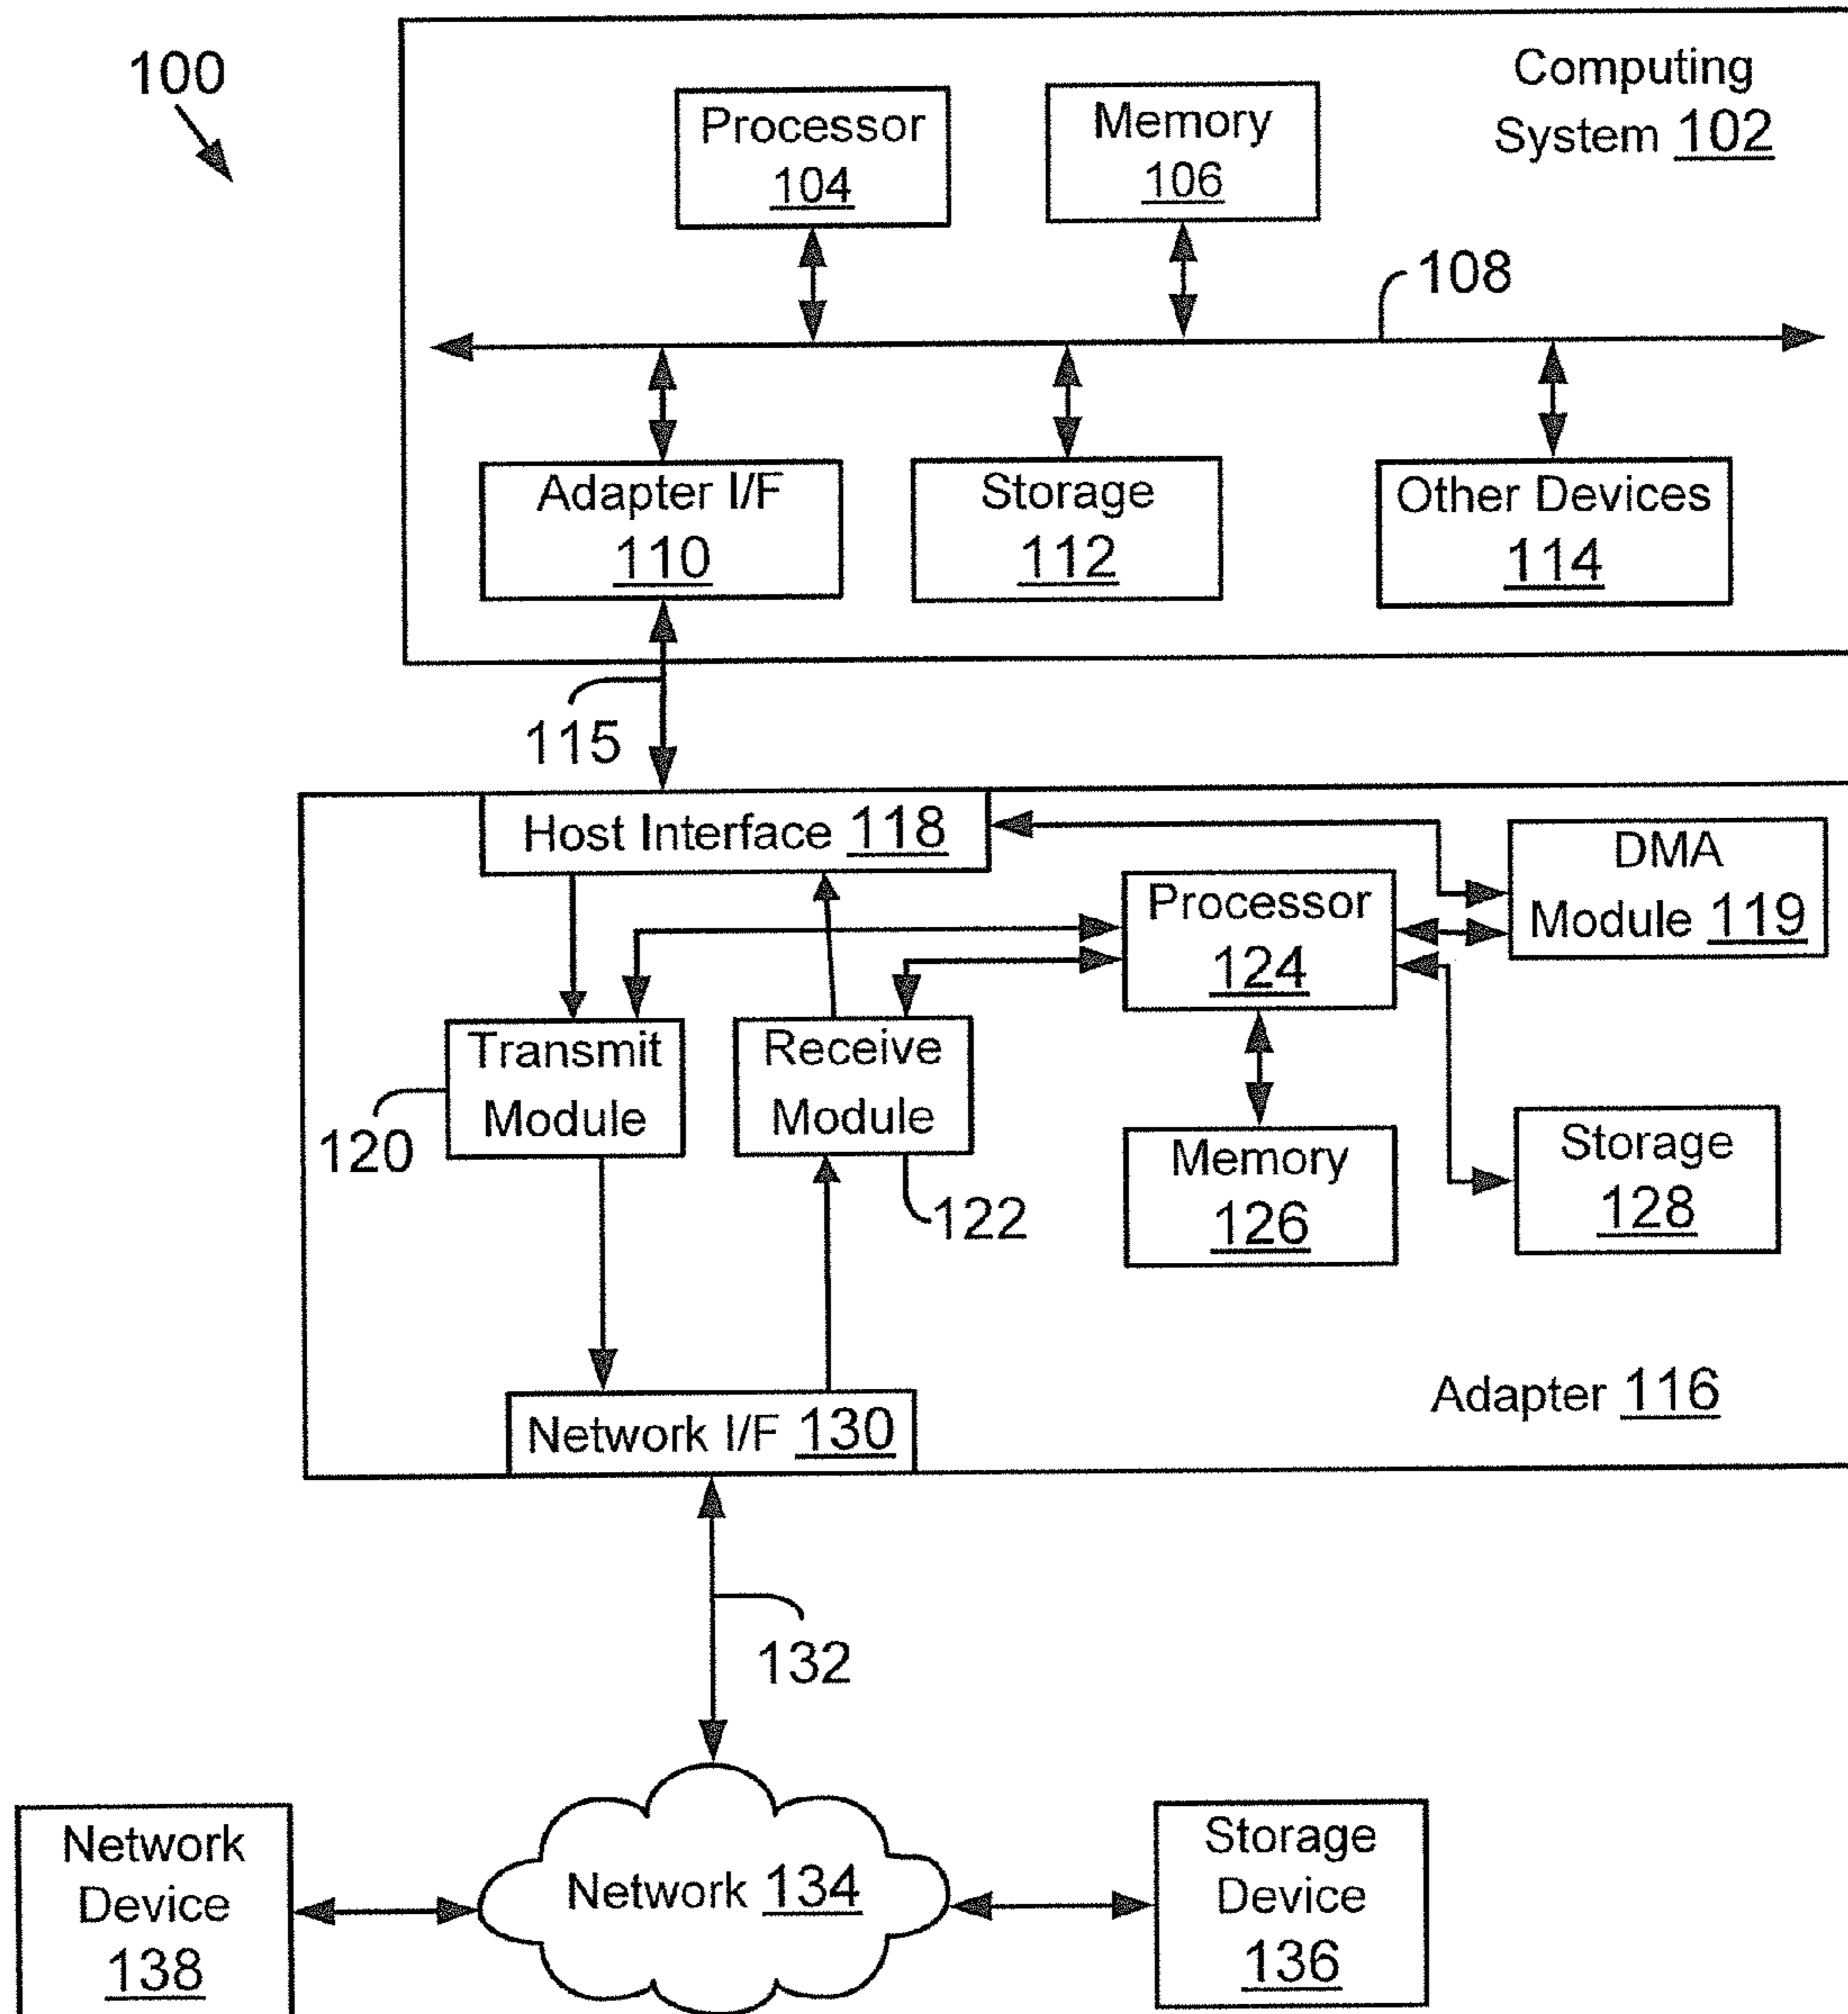 100
Computing
System 102
Processor
104
Memory
106
108
Adapter I/F
110
Storage
112
Other Devices
114
115
Host Interface 118
DMA
Module 119
Processor
124
Transmit
Module
120
Receive
Module
122
Memory
126
Storage
128
Adapter 116
Network I/F 130
132
Network
Device
138
Network 134
Storage
Device
136